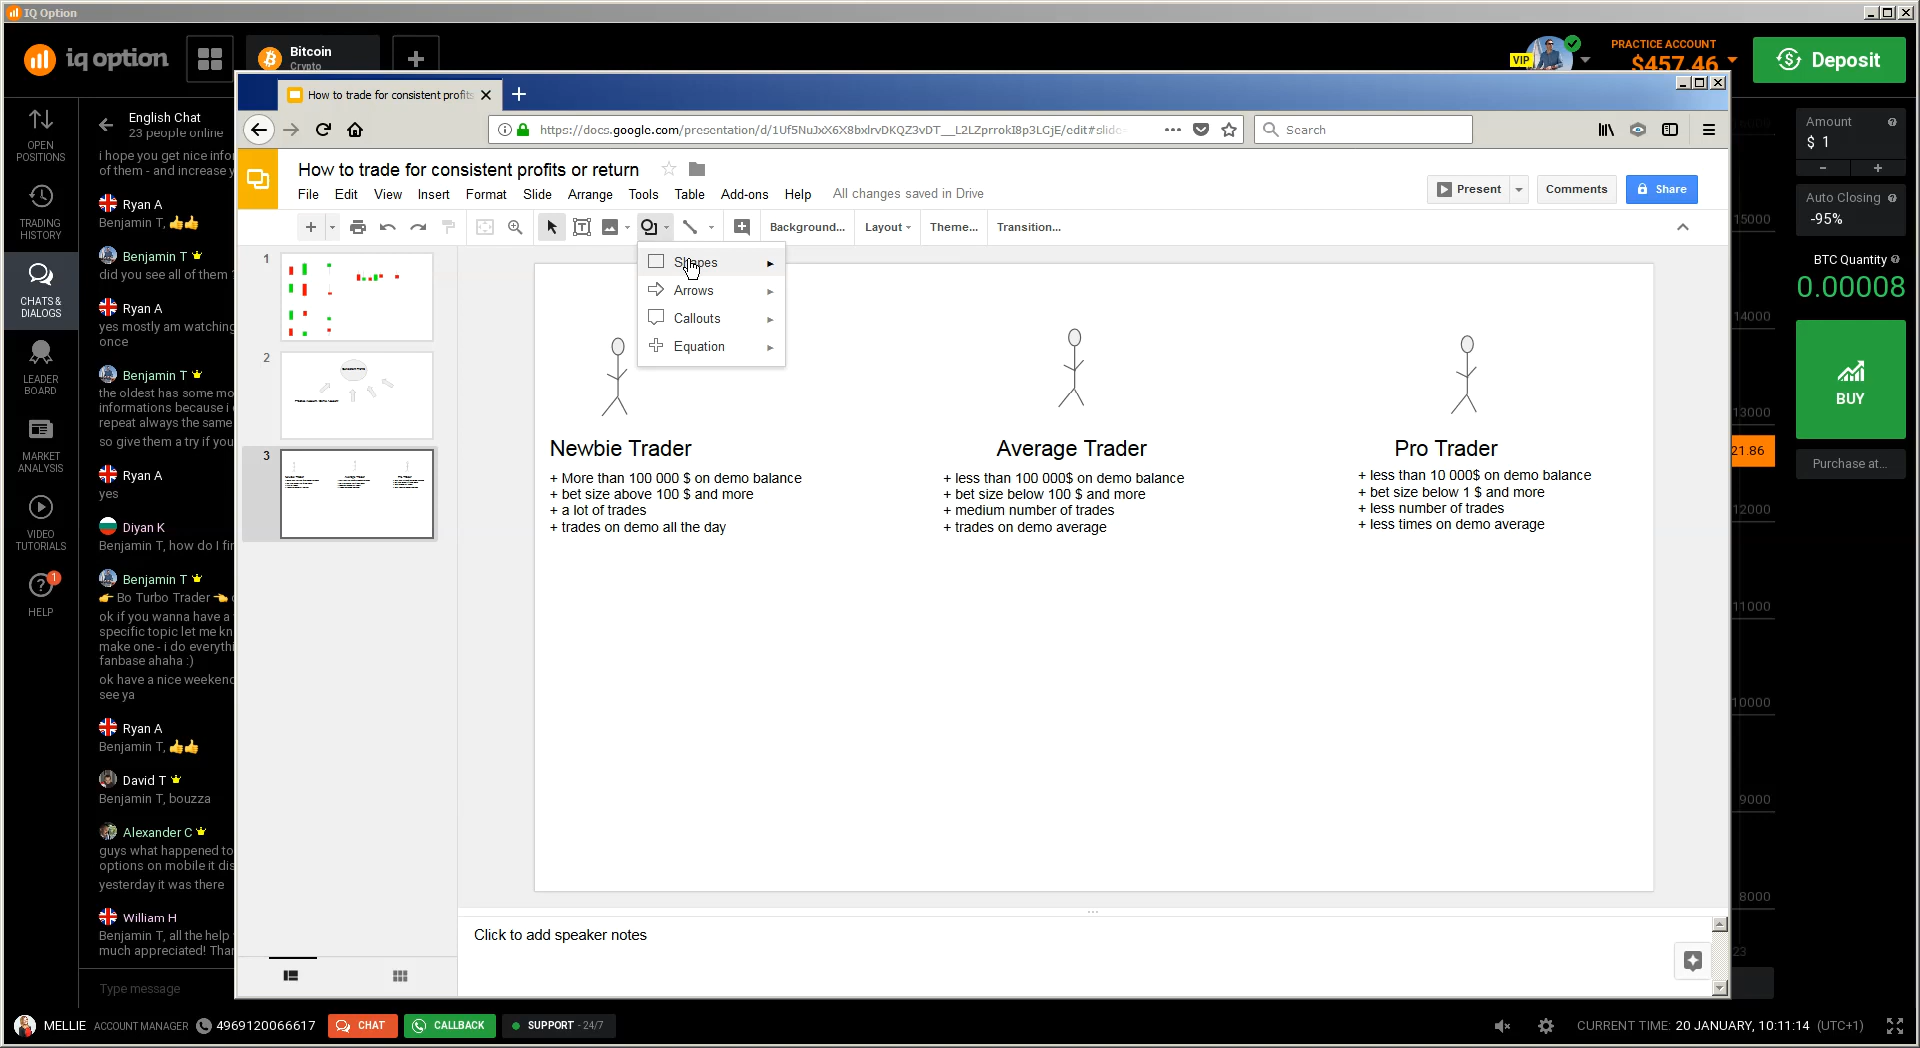 IQ Option
iq option
Bitcoin
Crypto
VIP
PRACTICE ACCOUNT
$457.46
Deposit
How to trade for consistent profits
https://docs.google.com/presentation/d/
Search
How to trade for consistent profits or return
File Edit View Insert Format Slide Arrange Tools Table Add-ons Help All changes saved in Drive
Present
Comments
Share
Background...
Layout
Theme...
Transition...
Shapes
Arrows
Callouts
Equation
1
2
3
Newbie Trader
+ More than 100 000 $ on demo balance
+ bet size above 100 $ and more
+ a lot of trades
+ trades on demo all the day
Average Trader
+ less than 100 000$ on demo balance
+ bet size below 100 $ and more
+ medium number of trades
+ trades on demo average
Pro Trader
+ less than 10 000$ on demo balance
+ bet size below 1 $ and more
+ less number of trades
+ less times on demo average
Click to add speaker notes
OPEN
POSITIONS
TRADING
HISTORY
CHATS &
DIALOGS
LEADER
BOARD
MARKET
ANALYSIS
VIDEO
TUTORIALS
1
HELP
English Chat
23 people online
i hope you get nice infor
of them - and increase y
Ryan A
Benjamin T, 👍👍
Benjamin T
did you see all of them ?
Ryan A
yes mostly am watching
once
Benjamin T
the oldest has some mo
informations because i
repeat always the same
so give them a try if you
Ryan A
yes
Diyan K
Benjamin T, how do I fin
Benjamin T
👉 Bo Turbo Trader 👈
ok if you wanna have a
specific topic let me kn
make one - i do everythi
fanbase ahaha :)
ok have a nice weekend
see ya
Ryan A
Benjamin T, 👍👍
David T
Benjamin T, bouzza
Alexander C
guys what happened to
options on mobile it dis
yesterday it was there
William H
Benjamin T, all the help
much appreciated! Than
Type message
15000
14000
13000
21.86
12000
11000
10000
9000
8000
23
Amount
$ 1
−
+
Auto Closing
-95%
BTC Quantity
0.00008
BUY
Purchase at...
MELLIE ACCOUNT MANAGER 4969120066617
CHAT
CALLBACK
SUPPORT - 24/7
CURRENT TIME: 20 JANUARY, 10:11:14 (UTC+1)